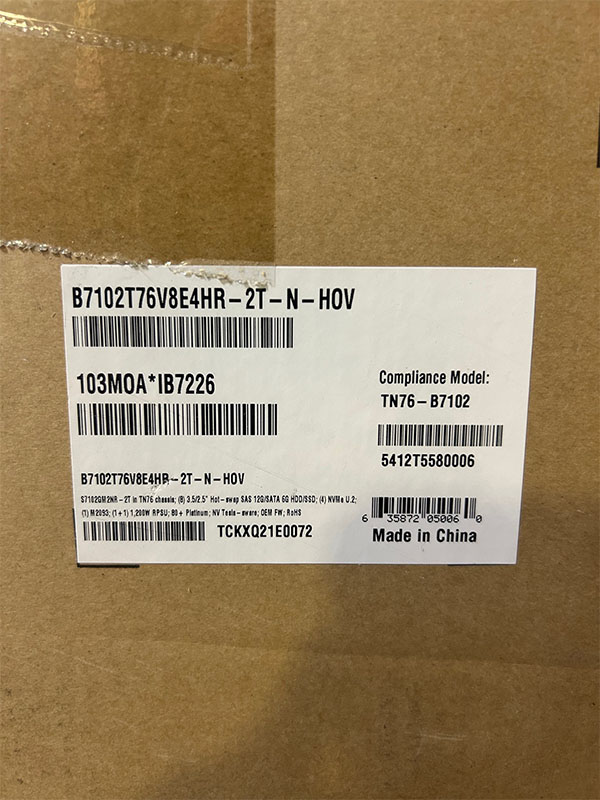 B7102T76V8E4HR-2T-N-HOV
103MOA*IB7226
Compliance Model:
TN76-B7102
5412T5580006
B7102T76V8E4HR-2T-N-HOV
S7102GM2NR-2T in TN76 chassis; (8) 3.5/2.5" Hot-swap SAS 12G/SATA 6G HDD/SSD; (4) NVMe U.2;
(1) M2093; (1+1) 1,200W RPSU; 80+ Platinum; NV Tesla-aware; OEM FW; RoHS
TCKXQ21E0072
6 35872 05006 0
Made in China